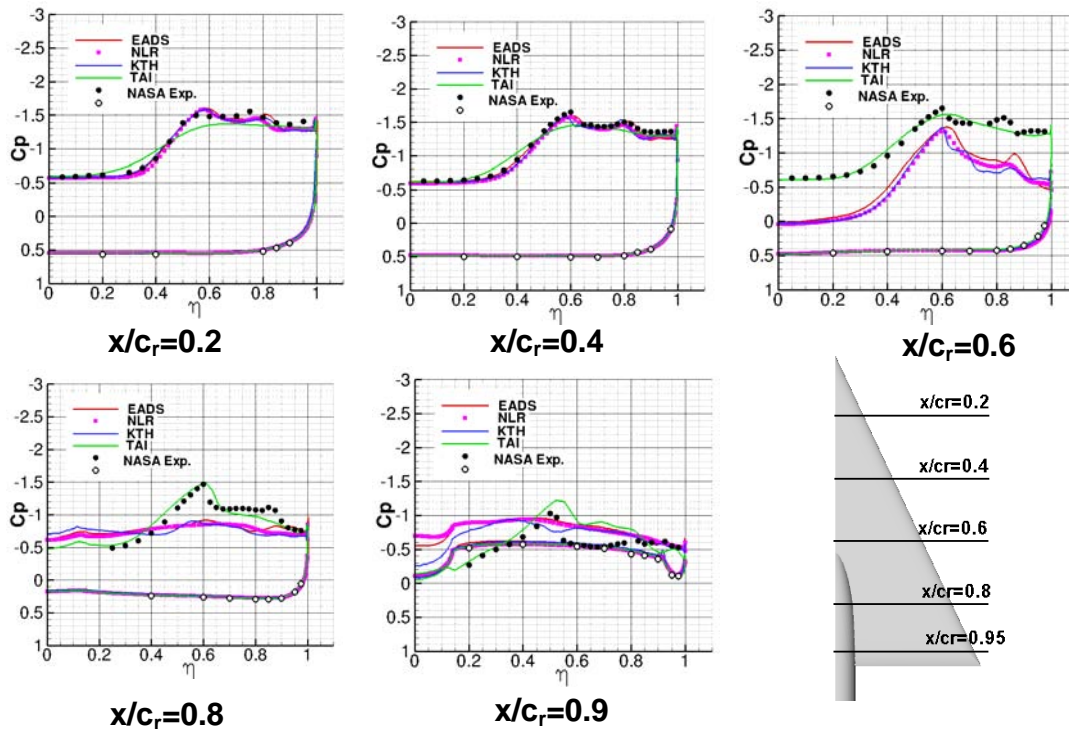 -3
-2.5
-2
-1.5
-1
-0.5
0
0.5
1
Cp
EADS
NLR
KTH
TAI
NASA Exp.
0 0.2 0.4 0.6 0.8 1
η
x/cr=0.2
-3
-2.5
-2
-1.5
-1
-0.5
0
0.5
1
Cp
EADS
NLR
KTH
TAI
NASA Exp.
0 0.2 0.4 0.6 0.8 1
η
x/cr=0.4
-3
-2.5
-2
-1.5
-1
-0.5
0
0.5
1
Cp
EADS
NLR
KTH
TAI
NASA Exp.
0 0.2 0.4 0.6 0.8 1
η
x/cr=0.6
-3
-2.5
-2
-1.5
-1
-0.5
0
0.5
1
Cp
EADS
NLR
KTH
TAI
NASA Exp.
0 0.2 0.4 0.6 0.8 1
η
x/cr=0.8
-3
-2.5
-2
-1.5
-1
-0.5
0
0.5
1
Cp
EADS
NLR
KTH
TAI
NASA Exp.
0 0.2 0.4 0.6 0.8 1
η
x/cr=0.9
x/cr=0.2
x/cr=0.4
x/cr=0.6
x/cr=0.8
x/cr=0.95